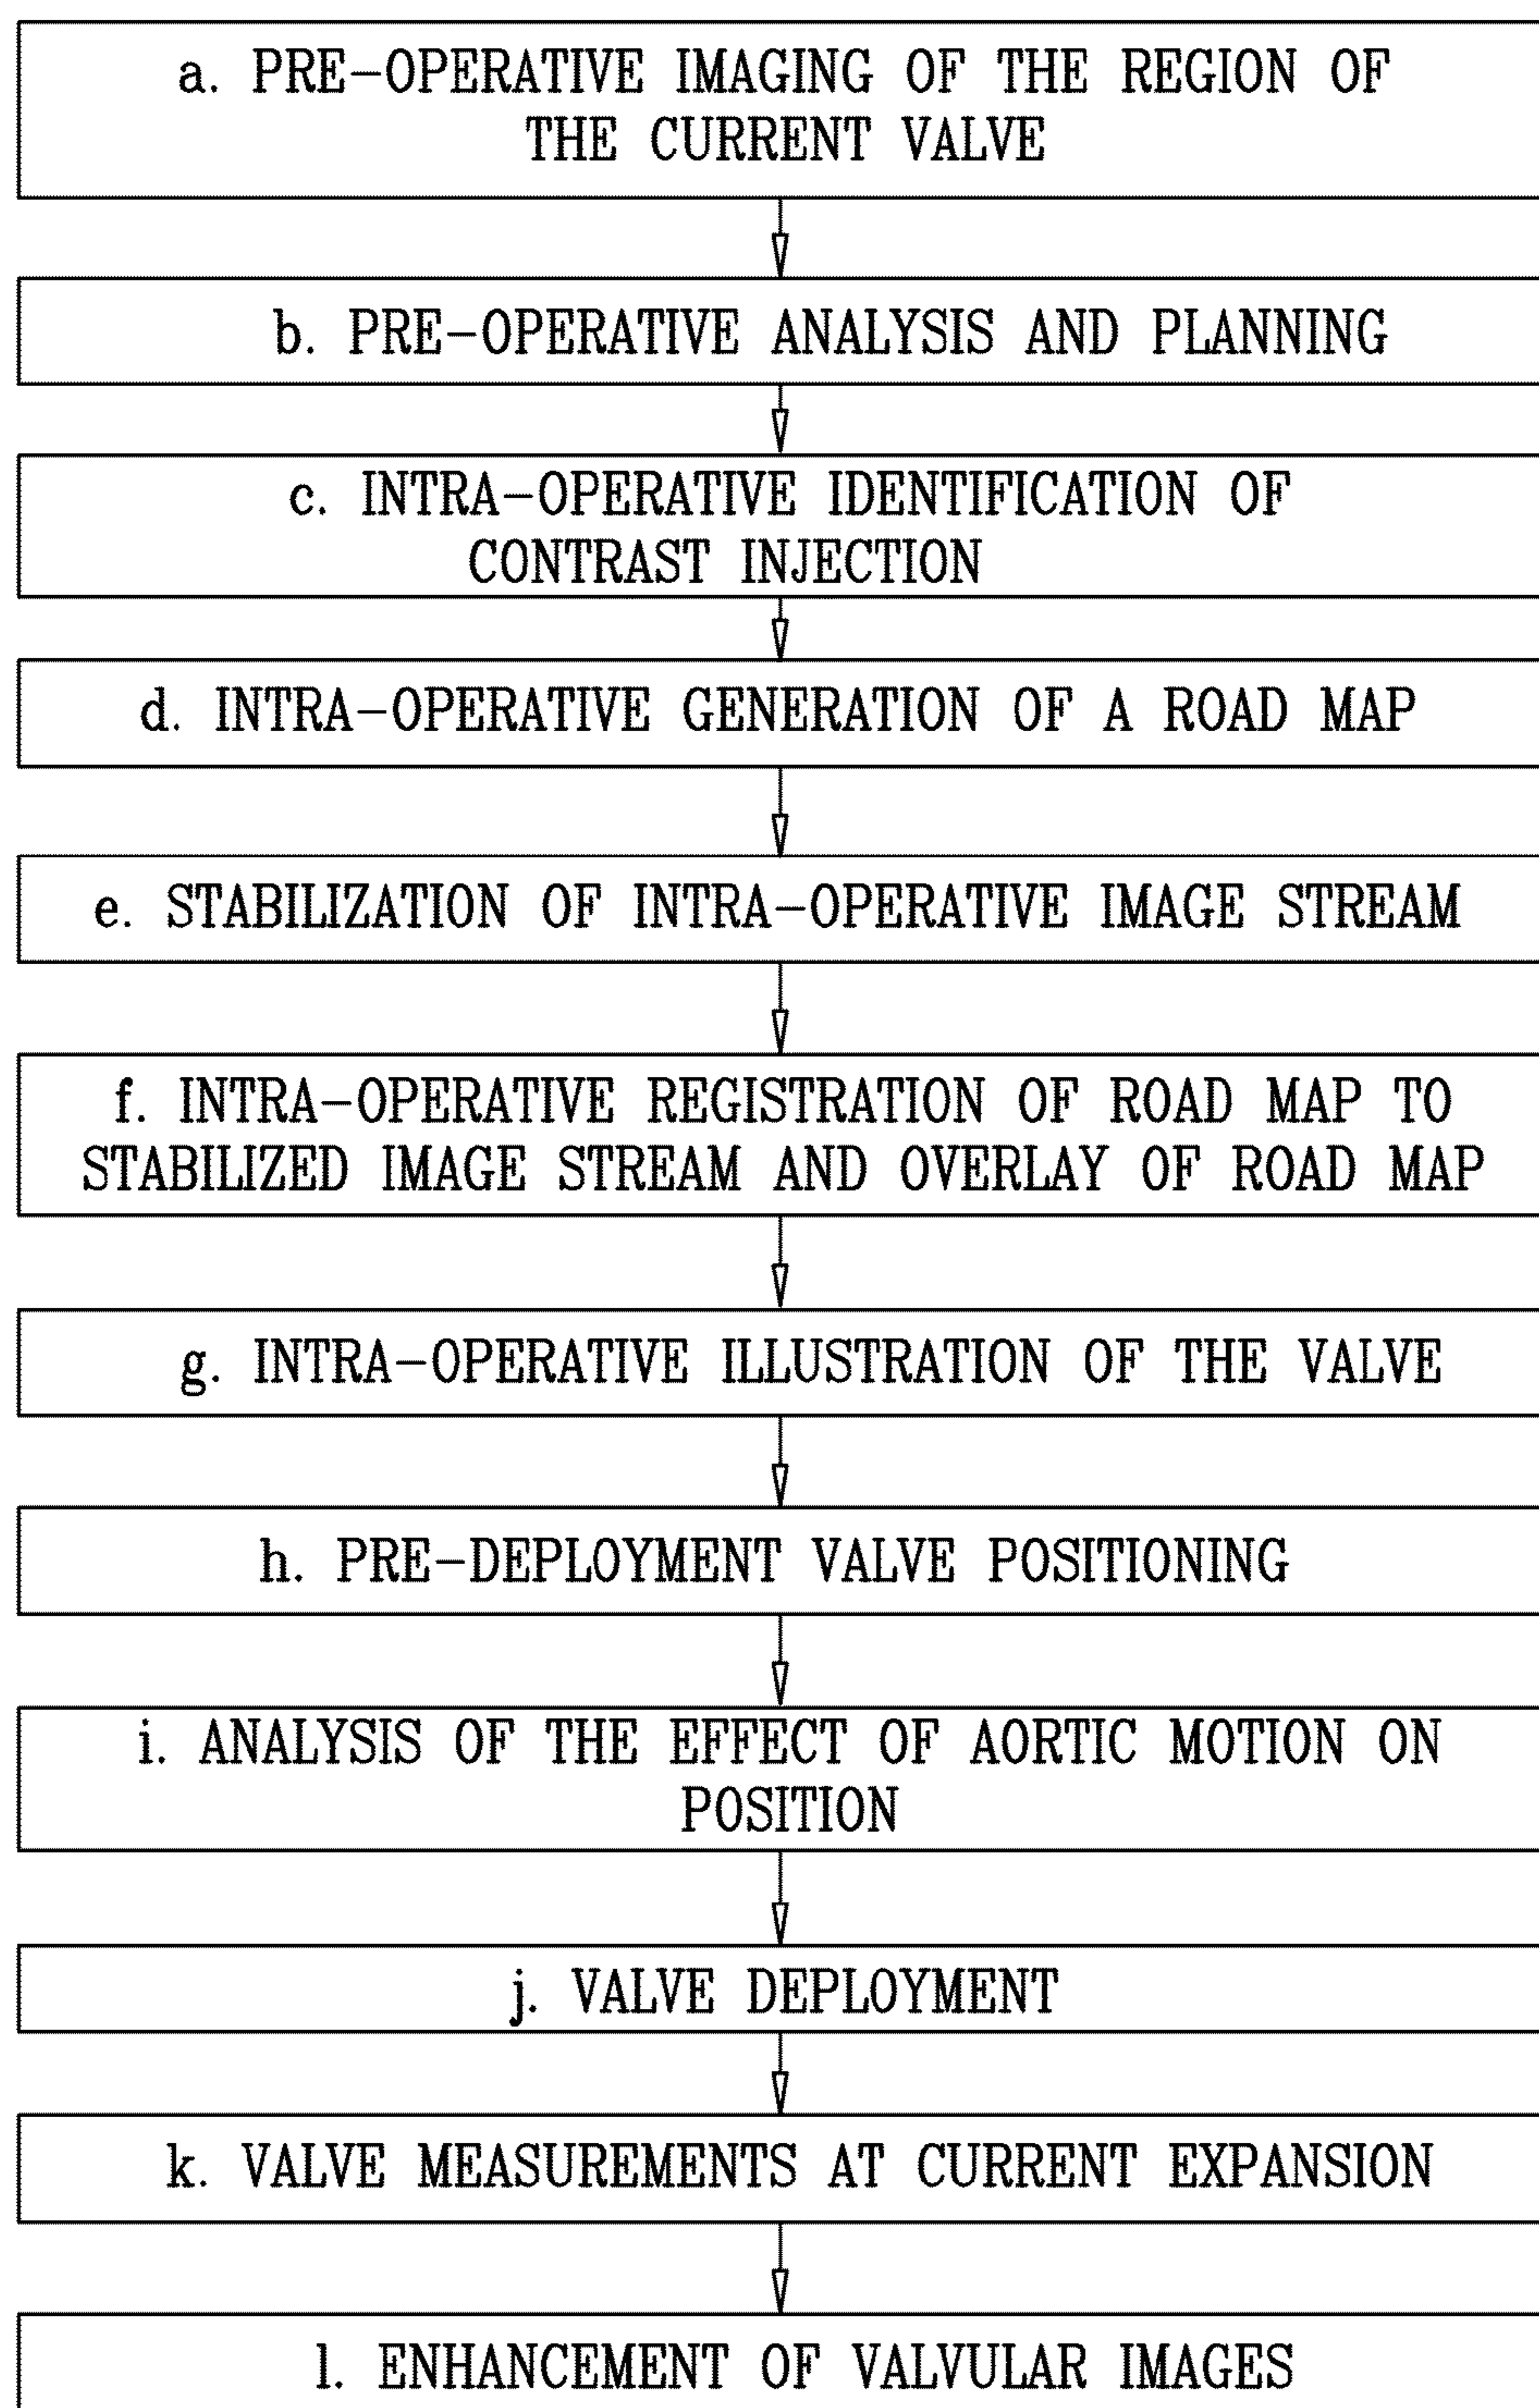 a. PRE-OPERATIVE IMAGING OF THE REGION OF
THE CURRENT VALVE
b. PRE-OPERATIVE ANALYSIS AND PLANNING
c. INTRA-OPERATIVE IDENTIFICATION OF
CONTRAST INJECTION
d. INTRA-OPERATIVE GENERATION OF A ROAD MAP
e. STABILIZATION OF INTRA-OPERATIVE IMAGE STREAM
f. INTRA-OPERATIVE REGISTRATION OF ROAD MAP TO
STABILIZED IMAGE STREAM AND OVERLAY OF ROAD MAP
g. INTRA-OPERATIVE ILLUSTRATION OF THE VALVE
h. PRE-DEPLOYMENT VALVE POSITIONING
i. ANALYSIS OF THE EFFECT OF AORTIC MOTION ON
POSITION
j. VALVE DEPLOYMENT
k. VALVE MEASUREMENTS AT CURRENT EXPANSION
l. ENHANCEMENT OF VALVULAR IMAGES